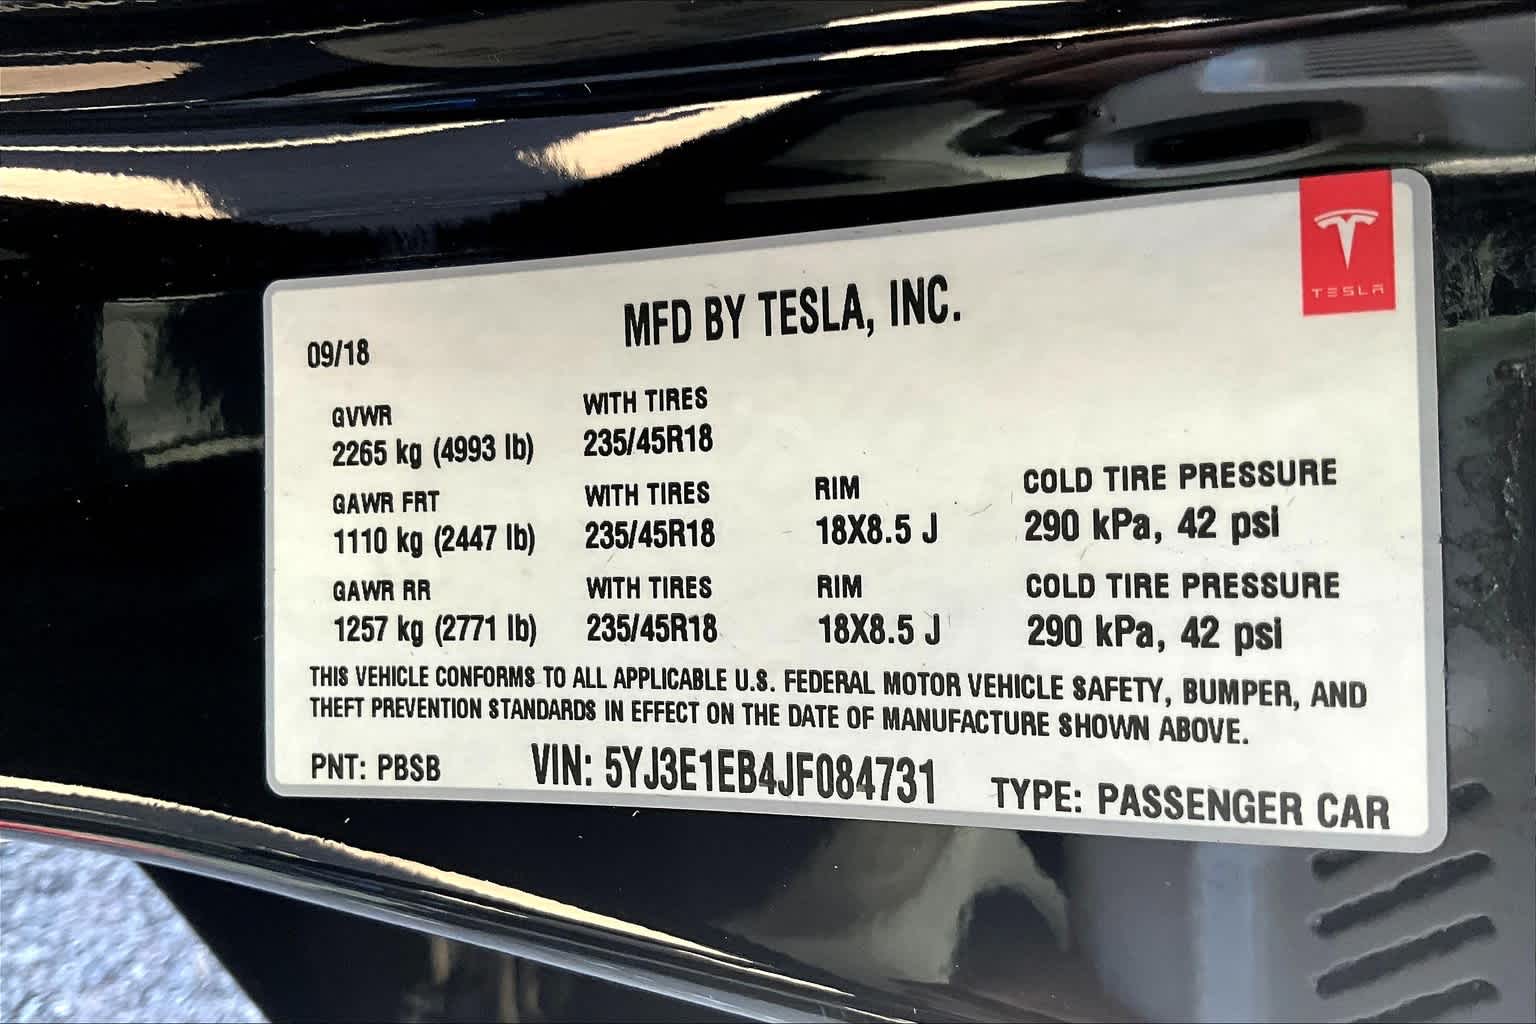 TESLA
MFD BY TESLA, INC.
09/18
GVWR WITH TIRES
2265 kg (4993 lb) 235/45R18
GAWR FRT WITH TIRES RIM COLD TIRE PRESSURE
1110 kg (2447 lb) 235/45R18 18X8.5 J 290 kPa, 42 psi
GAWR RR WITH TIRES RIM COLD TIRE PRESSURE
1257 kg (2771 lb) 235/45R18 18X8.5 J 290 kPa, 42 psi
THIS VEHICLE CONFORMS TO ALL APPLICABLE U.S. FEDERAL MOTOR VEHICLE SAFETY, BUMPER, AND
THEFT PREVENTION STANDARDS IN EFFECT ON THE DATE OF MANUFACTURE SHOWN ABOVE.
PNT: PBSB VIN: 5YJ3E1EB4JF084731 TYPE: PASSENGER CAR